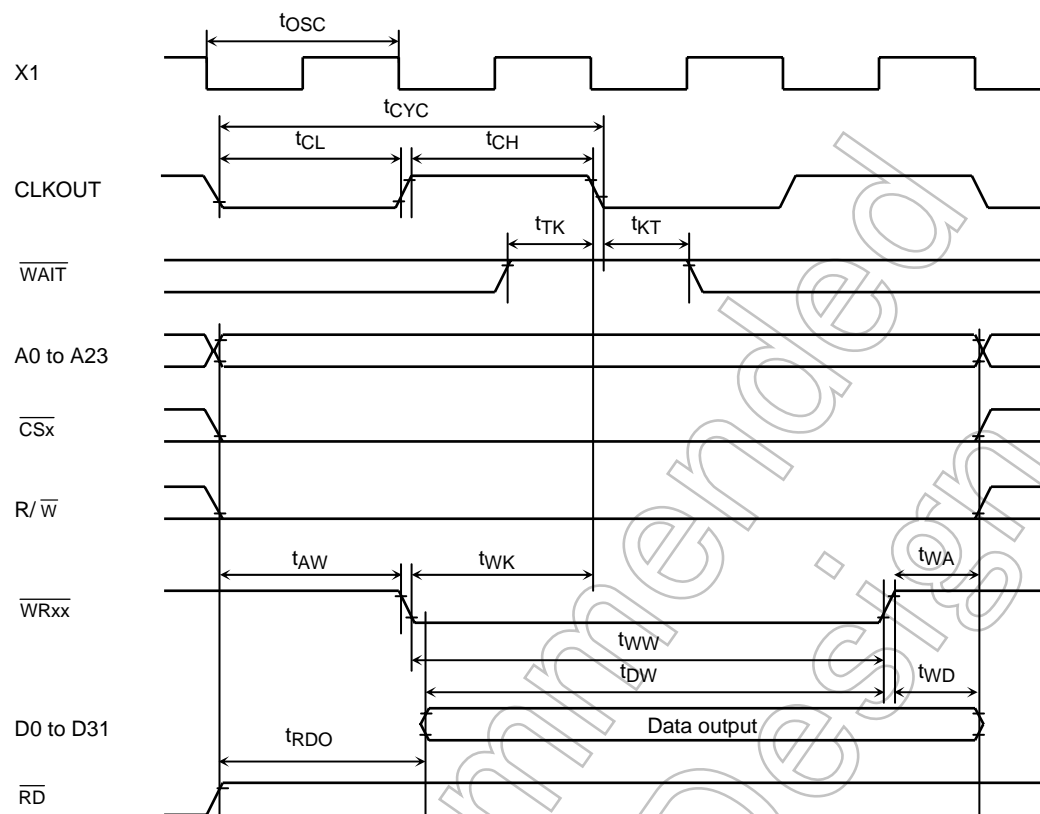 tOSC
X1
tCYC
tCL tCH
CLKOUT
tTK tKT
WAIT
A0 to A23
CSx
R/ W
tAW tWK tWA
WRxx
tWW
tDW tWD
D0 to D31 Data output
tRDO
RD